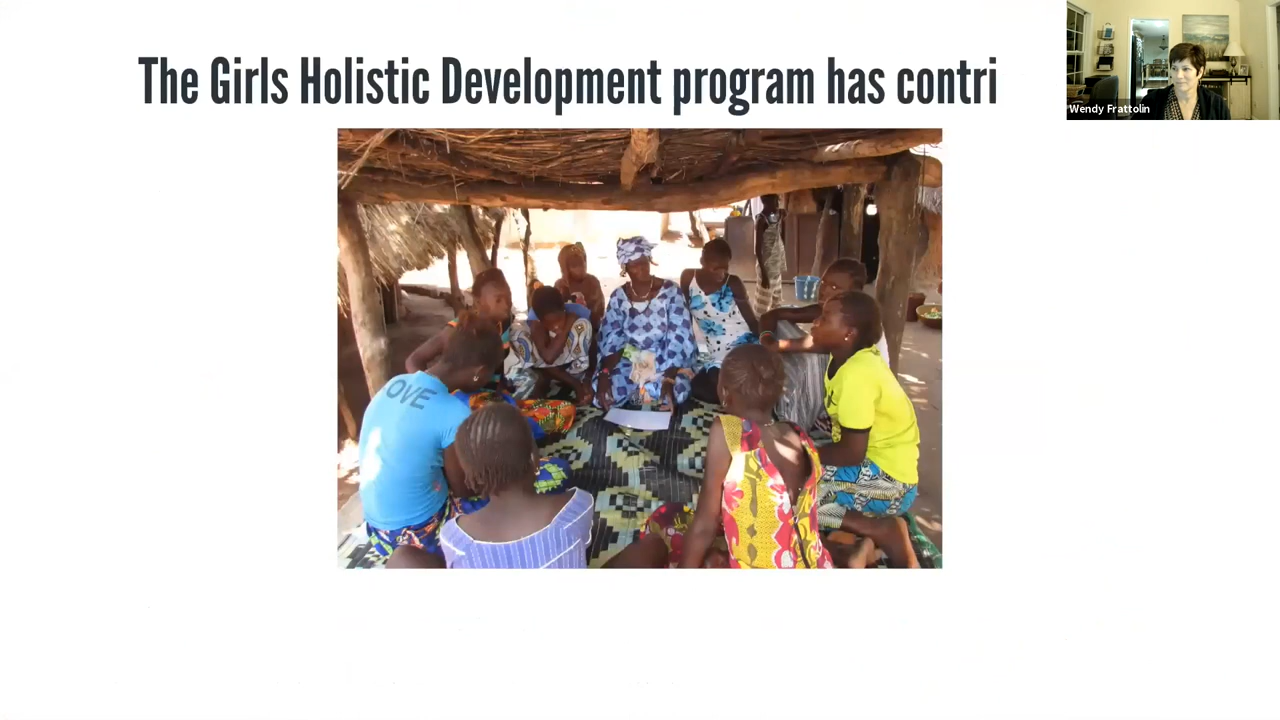 The Girls Holistic Development program has contri
Wendy Frattolin
OVE